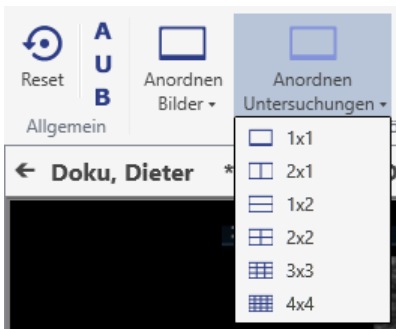 Reset
A
U
B
Anordnen
Bilder
Anordnen
Untersuchungen
Allgemein
← Doku, Dieter *
1x1
2x1
1x2
2x2
3x3
4x4